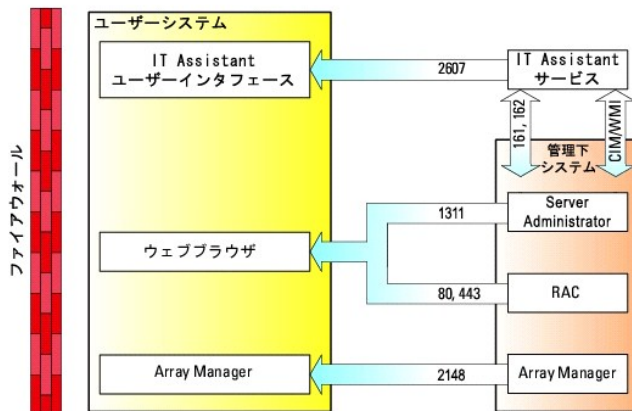 ファイアウォール
ユーザーシステム
IT Assistant
ユーザーインタフェース
2607
IT Assistant
サービス
161, 162
CIM/WMI
管理下
システム
1311
Server
Administrator
ウェブブラウザ
80, 443
RAC
Array Manager
2148
Array Manager